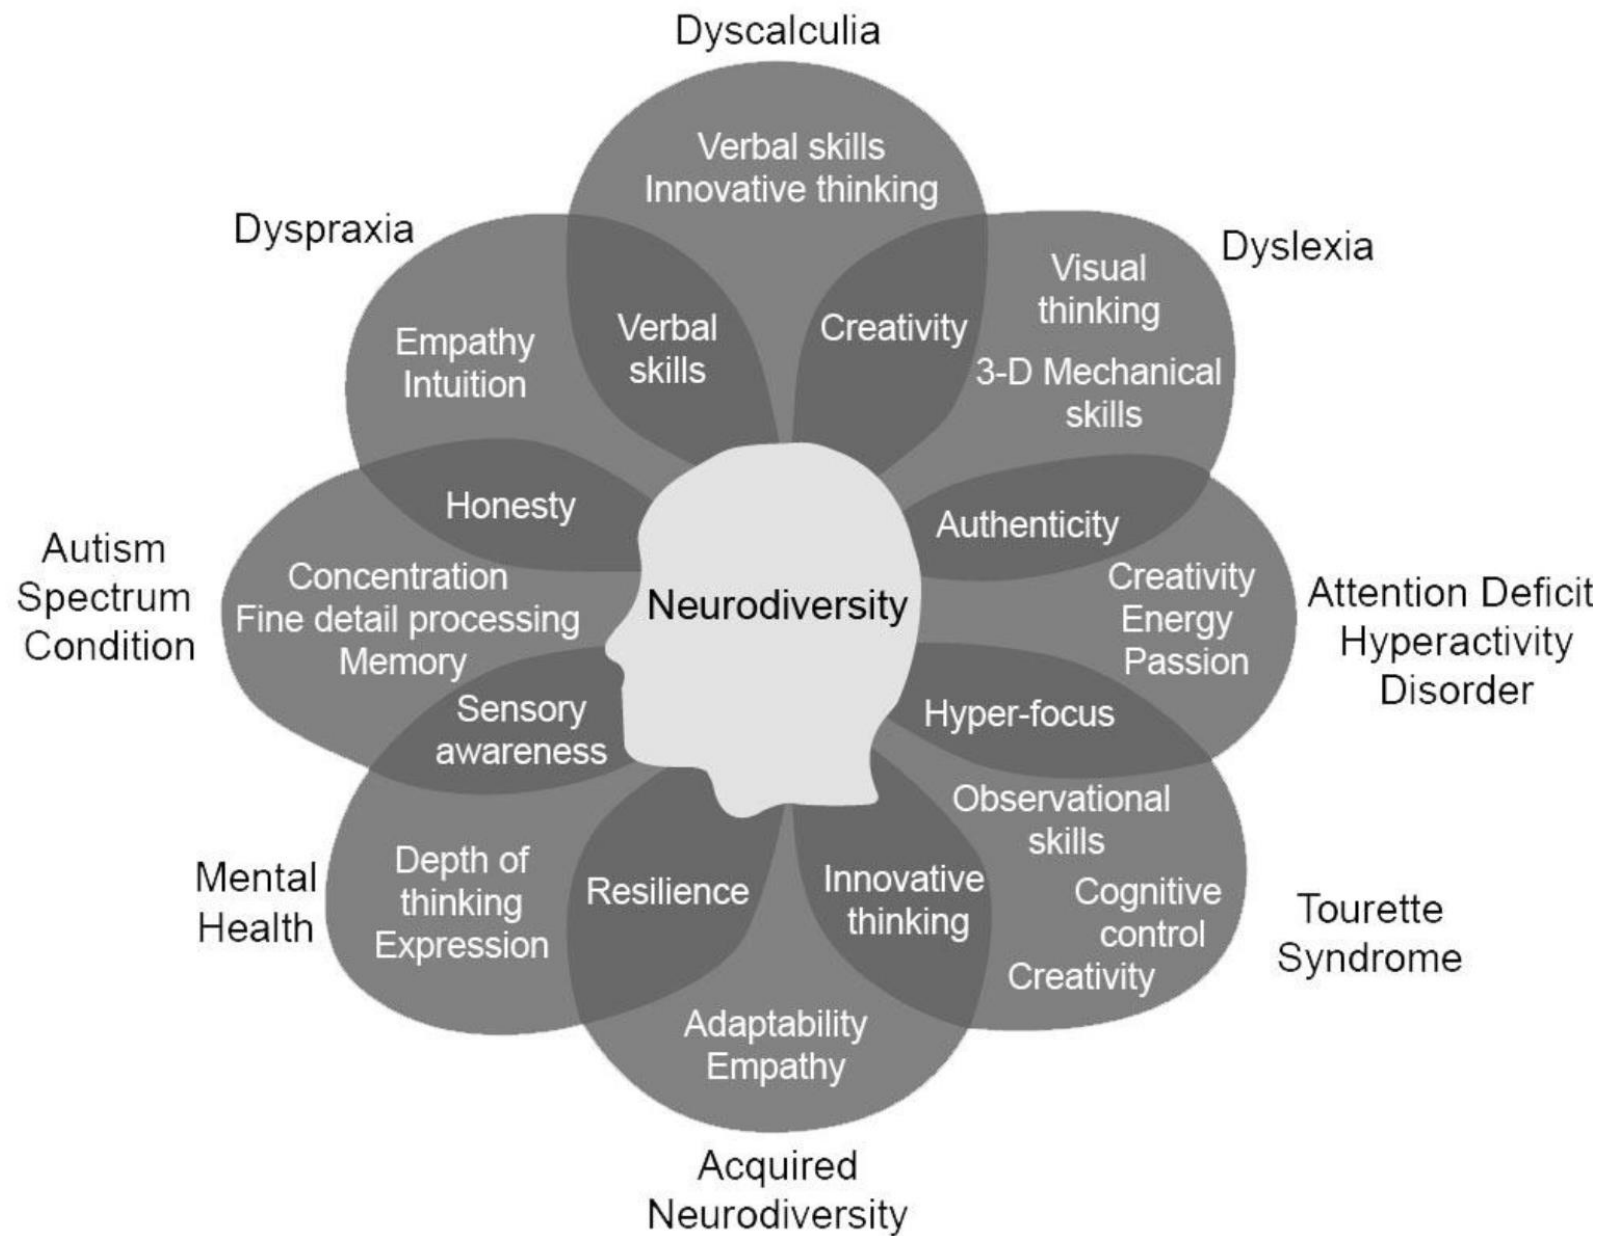 Dyscalculia
Verbal skills
Innovative thinking
Dyspraxia
Dyslexia
Visual
thinking
Empathy
Intuition
Verbal
skills
Creativity
3-D Mechanical
skills
Honesty
Authenticity
Autism
Spectrum
Condition
Concentration
Fine detail processing
Memory
Neurodiversity
Creativity
Energy
Passion
Attention Deficit
Hyperactivity
Disorder
Sensory
awareness
Hyper-focus
Observational
skills
Mental
Health
Depth of
thinking
Expression
Resilience
Innovative
thinking
Cognitive
control
Creativity
Tourette
Syndrome
Adaptability
Empathy
Acquired
Neurodiversity